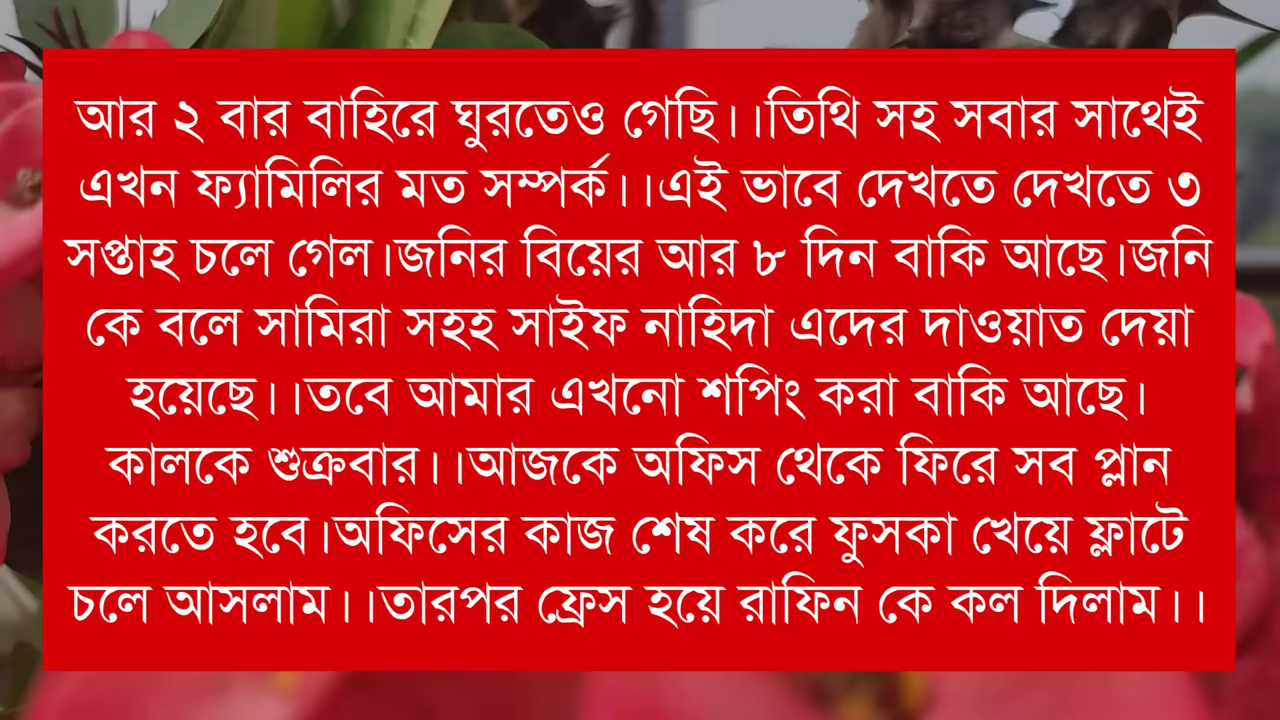 আর ২ বার বাহিরে ঘুরতেও গেছি।।তিথি সহ সবার সাথেই
এখন ফ্যামিলির মত সম্পর্ক।।এই ভাবে দেখতে দেখতে ৩
সপ্তাহ চলে গেল।জনির বিয়ের আর ৮ দিন বাকি আছে।জনি
কে বলে সামিরা সহহ সাইফ নাহিদা এদের দাওয়াত দেয়া
হয়েছে।।তবে আমার এখনো শপিং করা বাকি আছে।
কালকে শুক্রবার।।আজকে অফিস থেকে ফিরে সব প্লান
করতে হবে।অফিসের কাজ শেষ করে ফুসকা খেয়ে ফ্লাটে
চলে আসলাম।।তারপর ফ্রেস হয়ে রাফিন কে কল দিলাম।।